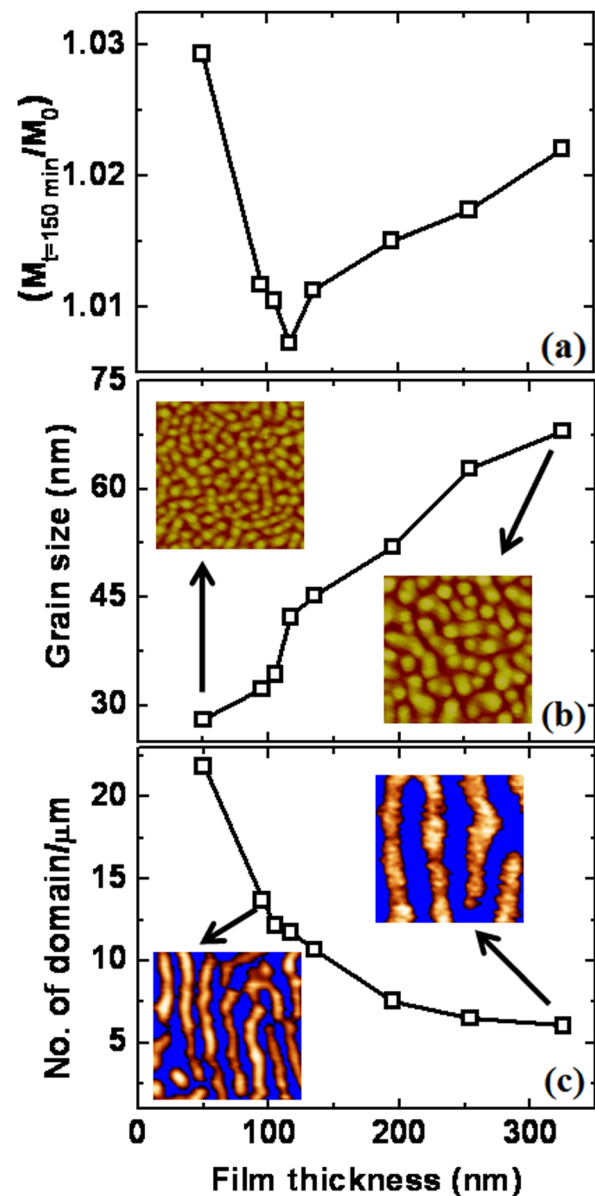 1.03
1.02
1.03
(M_{t=150 min}/M_0)
(a)
75
60
45
30
Grain size (nm)
(b)
20
15
10
5
No. of domain/μm
(c)
0 100 200 300
Film thickness (nm)